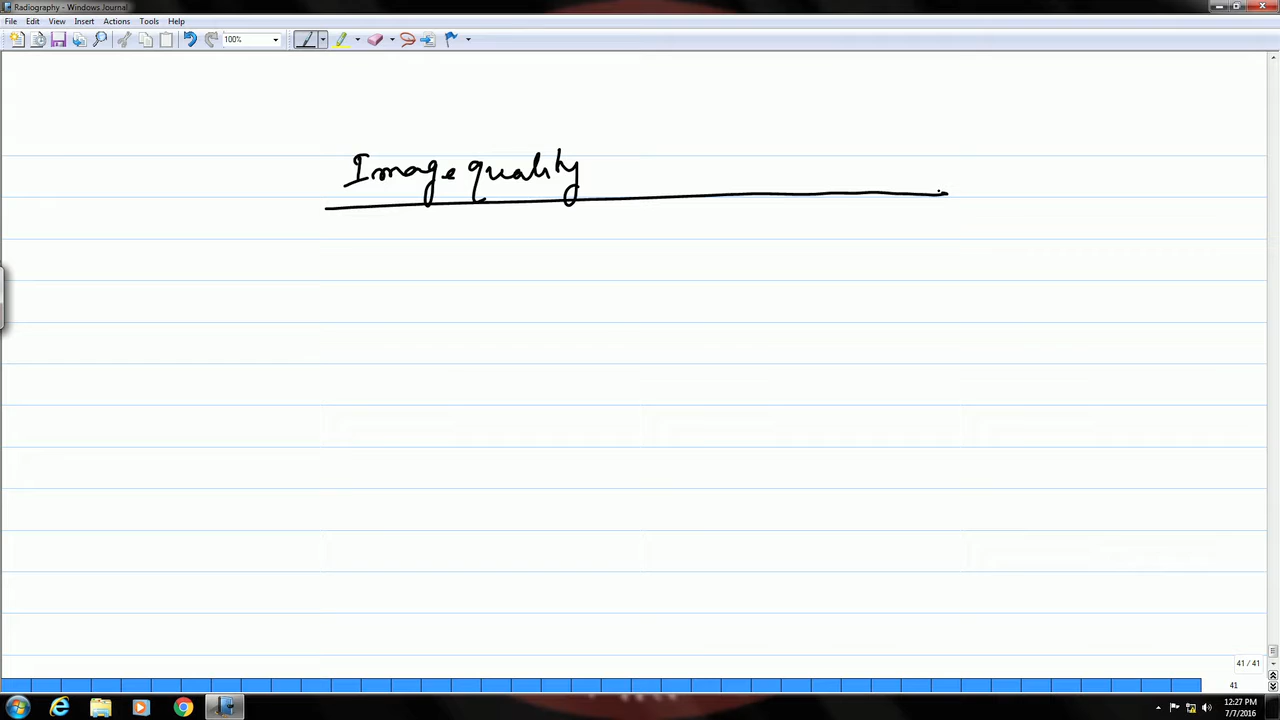 Radiography - Windows Journal
File Edit View Insert Actions Tools Help
100%
Image quality
41 / 41
41
12:27 PM
7/7/2016